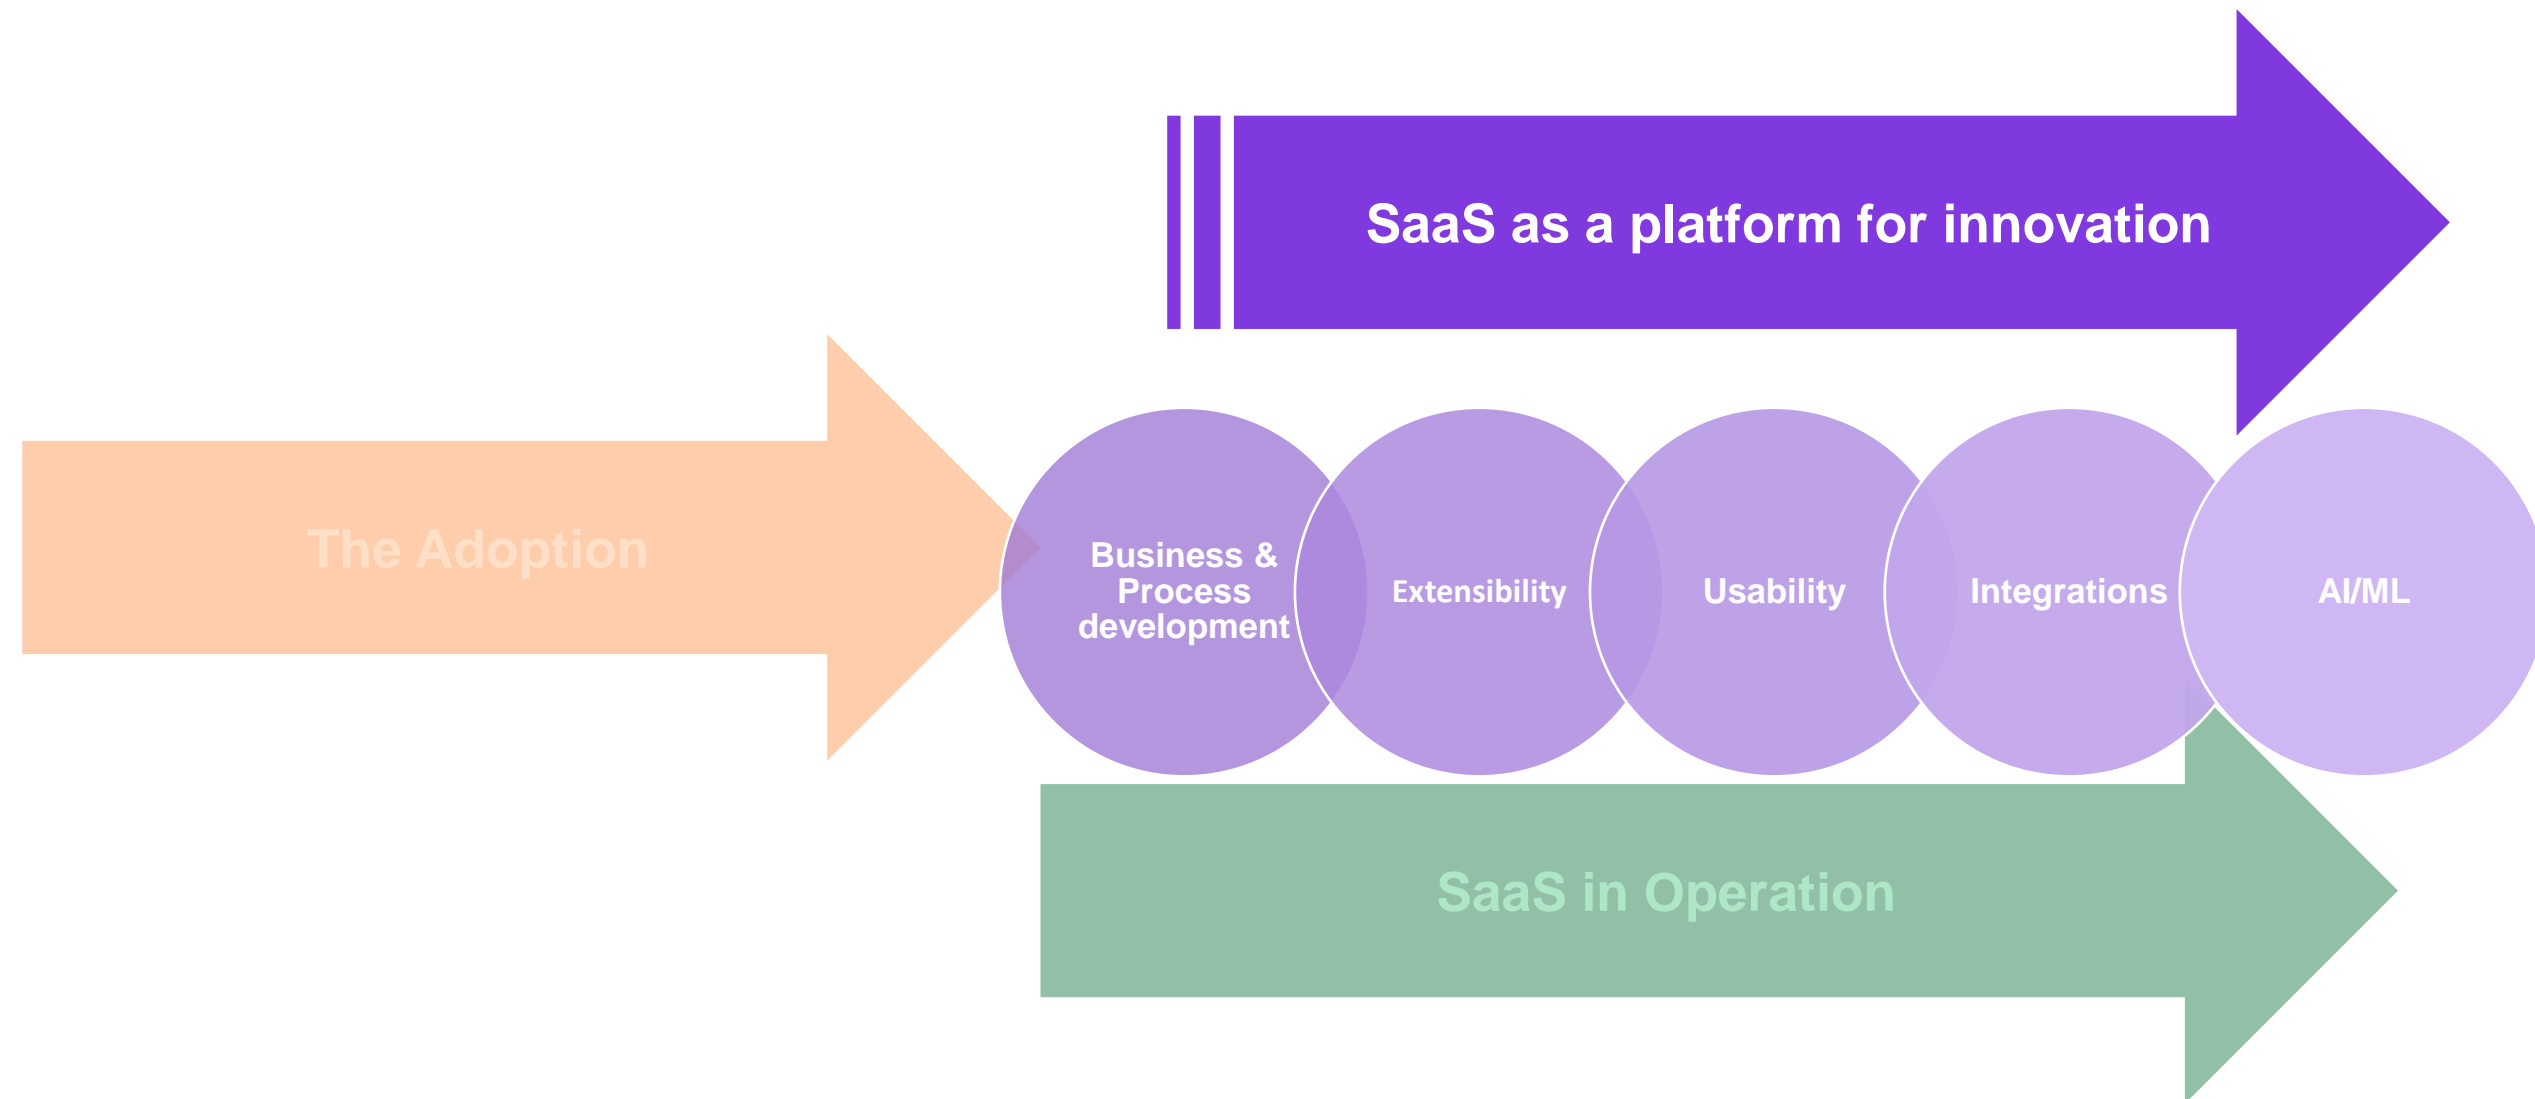 SaaS as a platform for innovation
The Adoption
Business &
Process
development
Extensibility
Usability
Integrations
AI/ML
SaaS in Operation